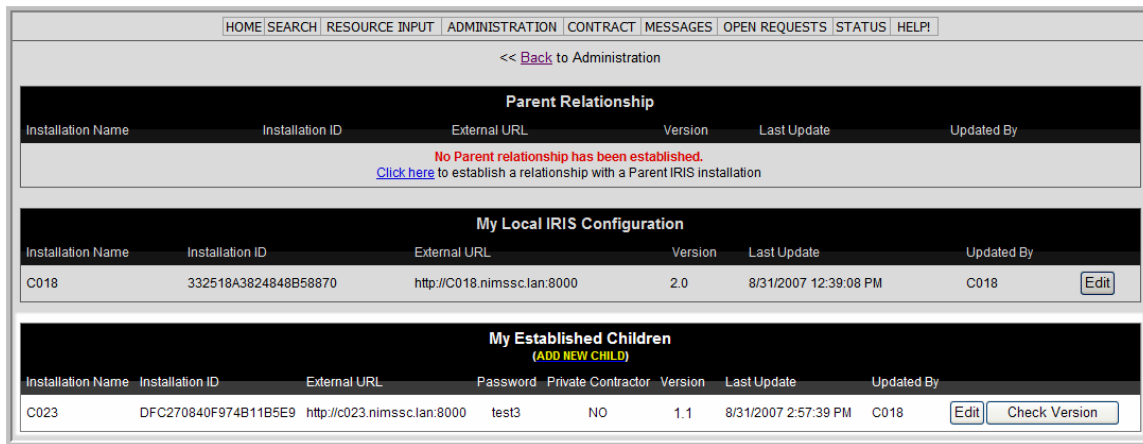 HOME SEARCH RESOURCE INPUT ADMINISTRATION CONTRACT MESSAGES OPEN REQUESTS STATUS HELP!
<< Back to Administration
Parent Relationship
Installation Name Installation ID External URL Version Last Update Updated By
No Parent relationship has been established.
Click here to establish a relationship with a Parent IRIS installation
My Local IRIS Configuration
Installation Name Installation ID External URL Version Last Update Updated By
C018 332518A3824848B58870 http://C018.nimssc.lan:8000 2.0 8/31/2007 12:39:08 PM C018 Edit
My Established Children
(ADD NEW CHILD)
Installation Name Installation ID External URL Password Private Contractor Version Last Update Updated By
C023 DFC270840F974B11B5E9 http://c023.nimssc.lan:8000 test3 NO 1.1 8/31/2007 2:57:39 PM C018 Edit Check Version